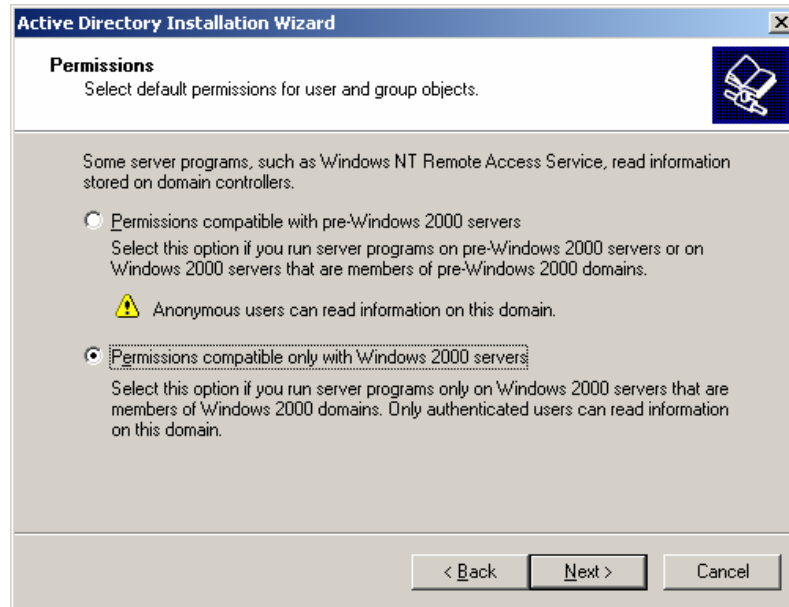 Active Directory Installation Wizard
Permissions
Select default permissions for user and group objects.
Some server programs, such as Windows NT Remote Access Service, read information
stored on domain controllers.
Permissions compatible with pre-Windows 2000 servers
Select this option if you run server programs on pre-Windows 2000 servers or on
Windows 2000 servers that are members of pre-Windows 2000 domains.
Anonymous users can read information on this domain.
Permissions compatible only with Windows 2000 servers
Select this option if you run server programs only on Windows 2000 servers that are
members of Windows 2000 domains. Only authenticated users can read information
on this domain.
< Back Next > Cancel